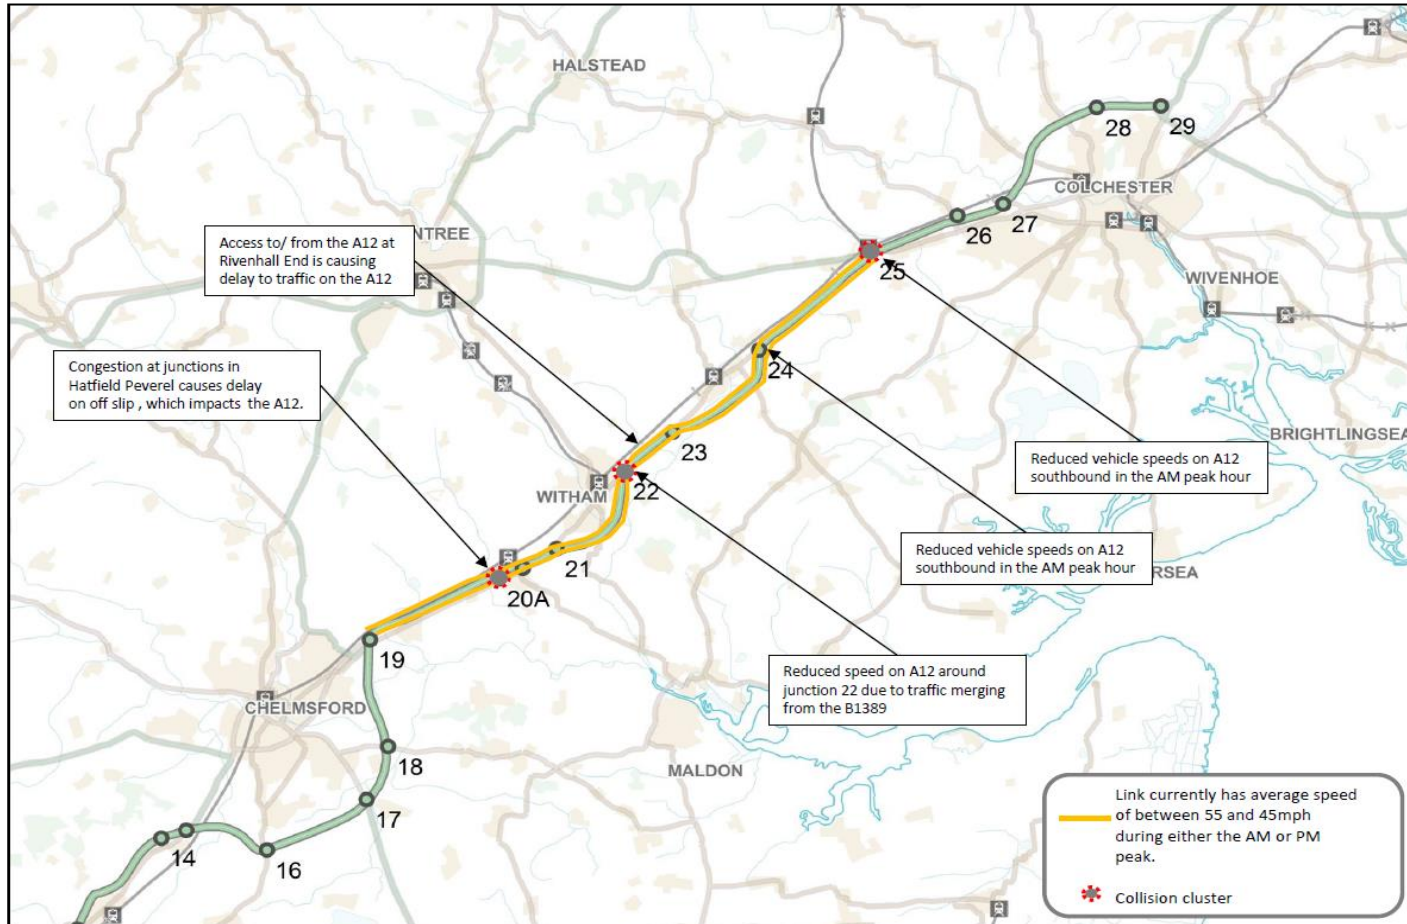 HALSTEAD
28
29
COLCHESTER
27
26
Access to/ from the A12 at
Rivenhall End is causing
delay to traffic on the A12
NTREE
25
WIVENHOE
24
Congestion at junctions in
Hatfield Peverel causes delay
on off slip , which impacts the A12.
23
BRIGHTLINGSEA
Reduced vehicle speeds on A12
southbound in the AM peak hour
22
WITHAM
Reduced vehicle speeds on A12
southbound in the AM peak hour
RSEA
21
20A
19
Reduced speed on A12 around
junction 22 due to traffic merging
from the B1389
CHELMSFORD
18
MALDON
17
14
16
Link currently has average speed
of between 55 and 45mph
during either the AM or PM
peak.
Collision cluster